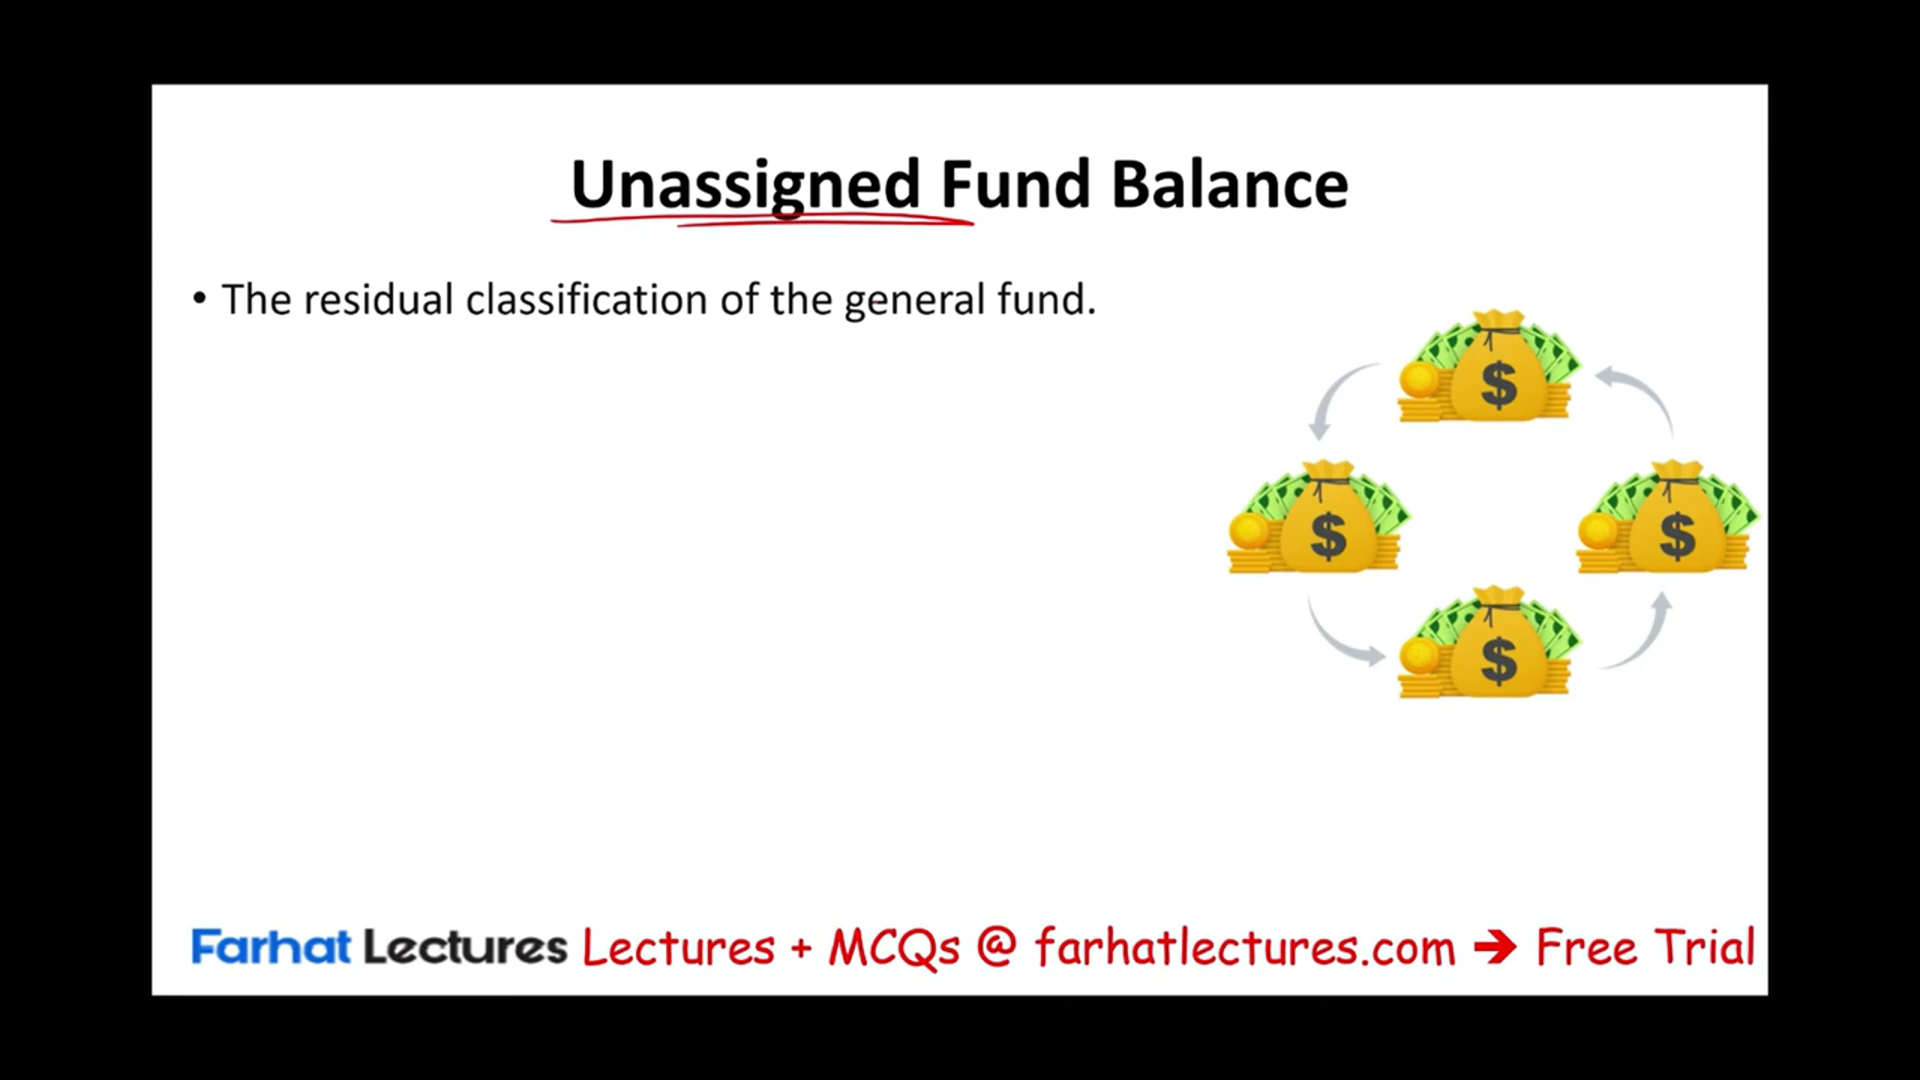 Unassigned Fund Balance
• The residual classification of the general fund.
$
$
$
$
Farhat Lectures Lectures + MCQs @ farhatlectures.com → Free Trial